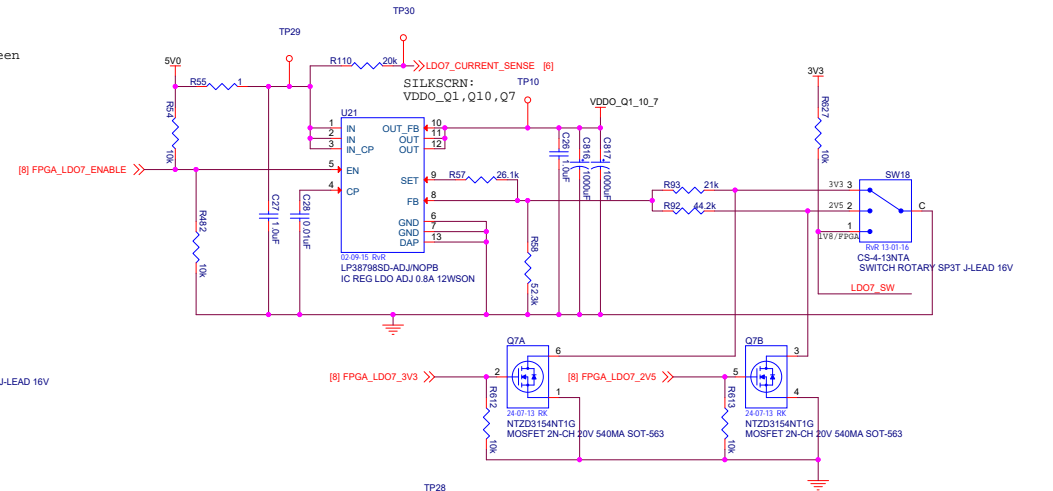 TP30
TP29
een
5V0
R110
20k
LDO7_CURRENT_SENSE [6]
3V3
R55
1
SILKSCRN:
TP10
VDDO_Q1,Q10,Q7
VDDO_Q1_10_7
R54
10k
U21
1
IN
2
IN
3
IN_CP
OUT_FB
10
OUT
11
OUT
12
C26
1.0uF
C816
1000uF
C817
1000uF
R627
10k
[8] FPGA_LDO7_ENABLE
5
EN
4
CP
SET
9
R57
26.1k
FB
8
R93
21k
R92
44.2k
SW18
3V3
3
2V5
2
1
1V8/FPGA
C
R482
10k
C27
1.0uF
C28
0.01uF
GND
6
GND
7
DAP
13
R58
52.3k
02-09-15 RvR
LP38798SD-ADJ/NOPB
IC REG LDO ADJ 0.8A 12WSON
RvR 13-01-16
CS-4-13NTA
SWITCH ROTARY SP3T J-LEAD 16V
LDO7_SW
Q7A
6
Q7B
3
J-LEAD 16V
[8] FPGA_LDO7_3V3
2
1
[8] FPGA_LDO7_2V5
5
4
R612
10k
R613
10k
24-07-13 RK
NTZD3154NT1G
MOSFET 2N-CH 20V 540MA SOT-563
24-07-13 RK
NTZD3154NT1G
MOSFET 2N-CH 20V 540MA SOT-563
TP28